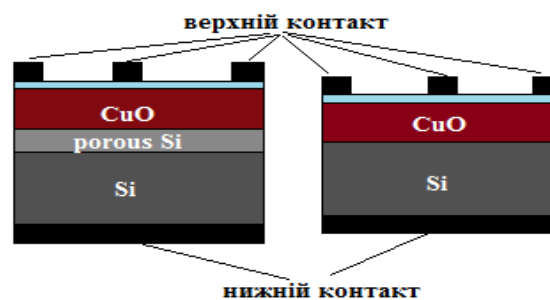 верхній контакт
CuO
porous Si
Si
CuO
Si
нижній контакт